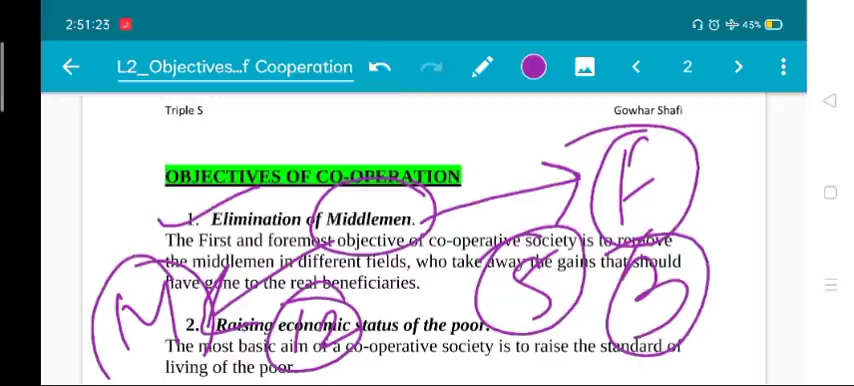 2:51:23 43%
L2_Objectives...f Cooperation 2
Triple S Gowhar Shafi
OBJECTIVES OF CO-OPERATION
1. Elimination of Middlemen.
The First and foremost objective of co-operative society is to remove
the middlemen in different fields, who take away the gains that should
have gone to the real beneficiaries.
2. Raising economic status of the poor.
The most basic aim of a co-operative society is to raise the standard of
living of the poor.
M 12 5 3